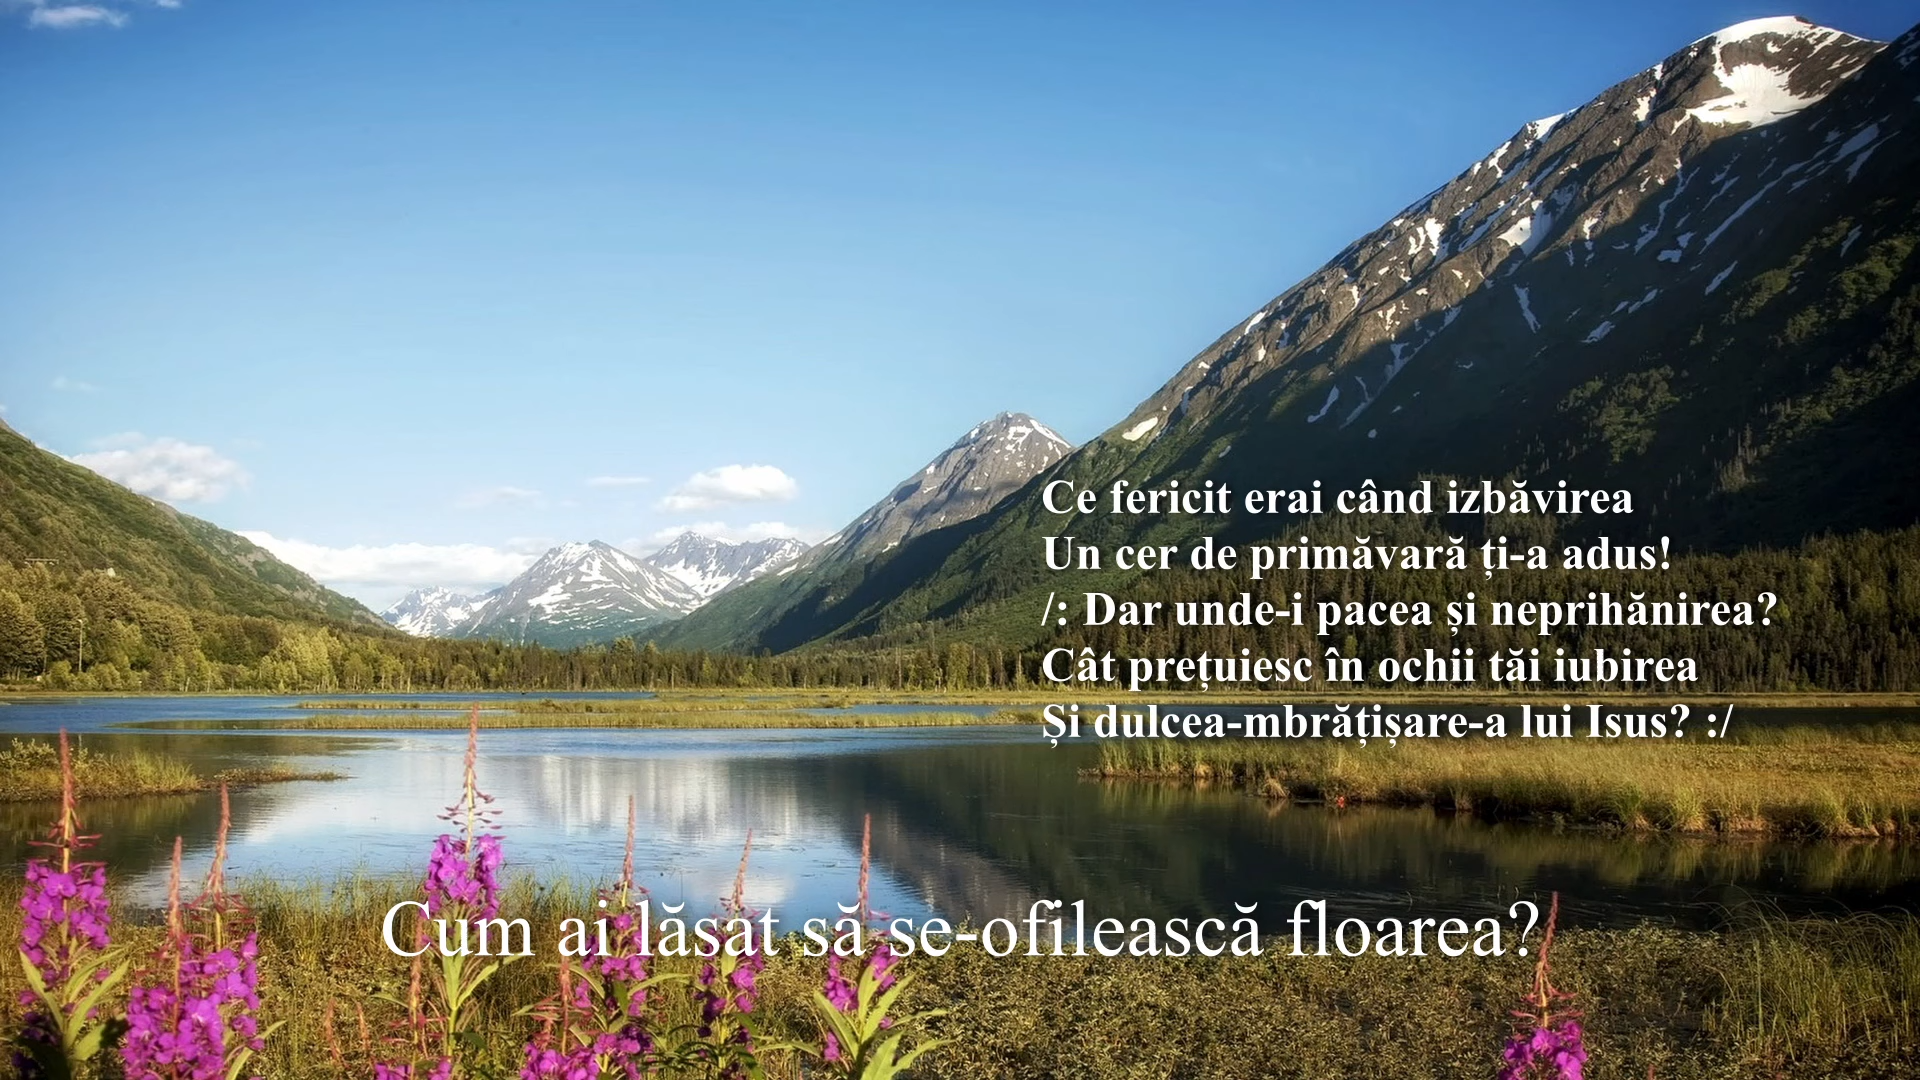 Ce fericit erai când izbăvirea
Un cer de primăvară ți-a adus!
/: Dar unde-i pacea și neprihănirea?
Cât prețuiesc în ochii tăi iubirea
Și dulcea-mbrățișare-a lui Isus? :/
Cum ai lăsat să se-ofilească floarea?